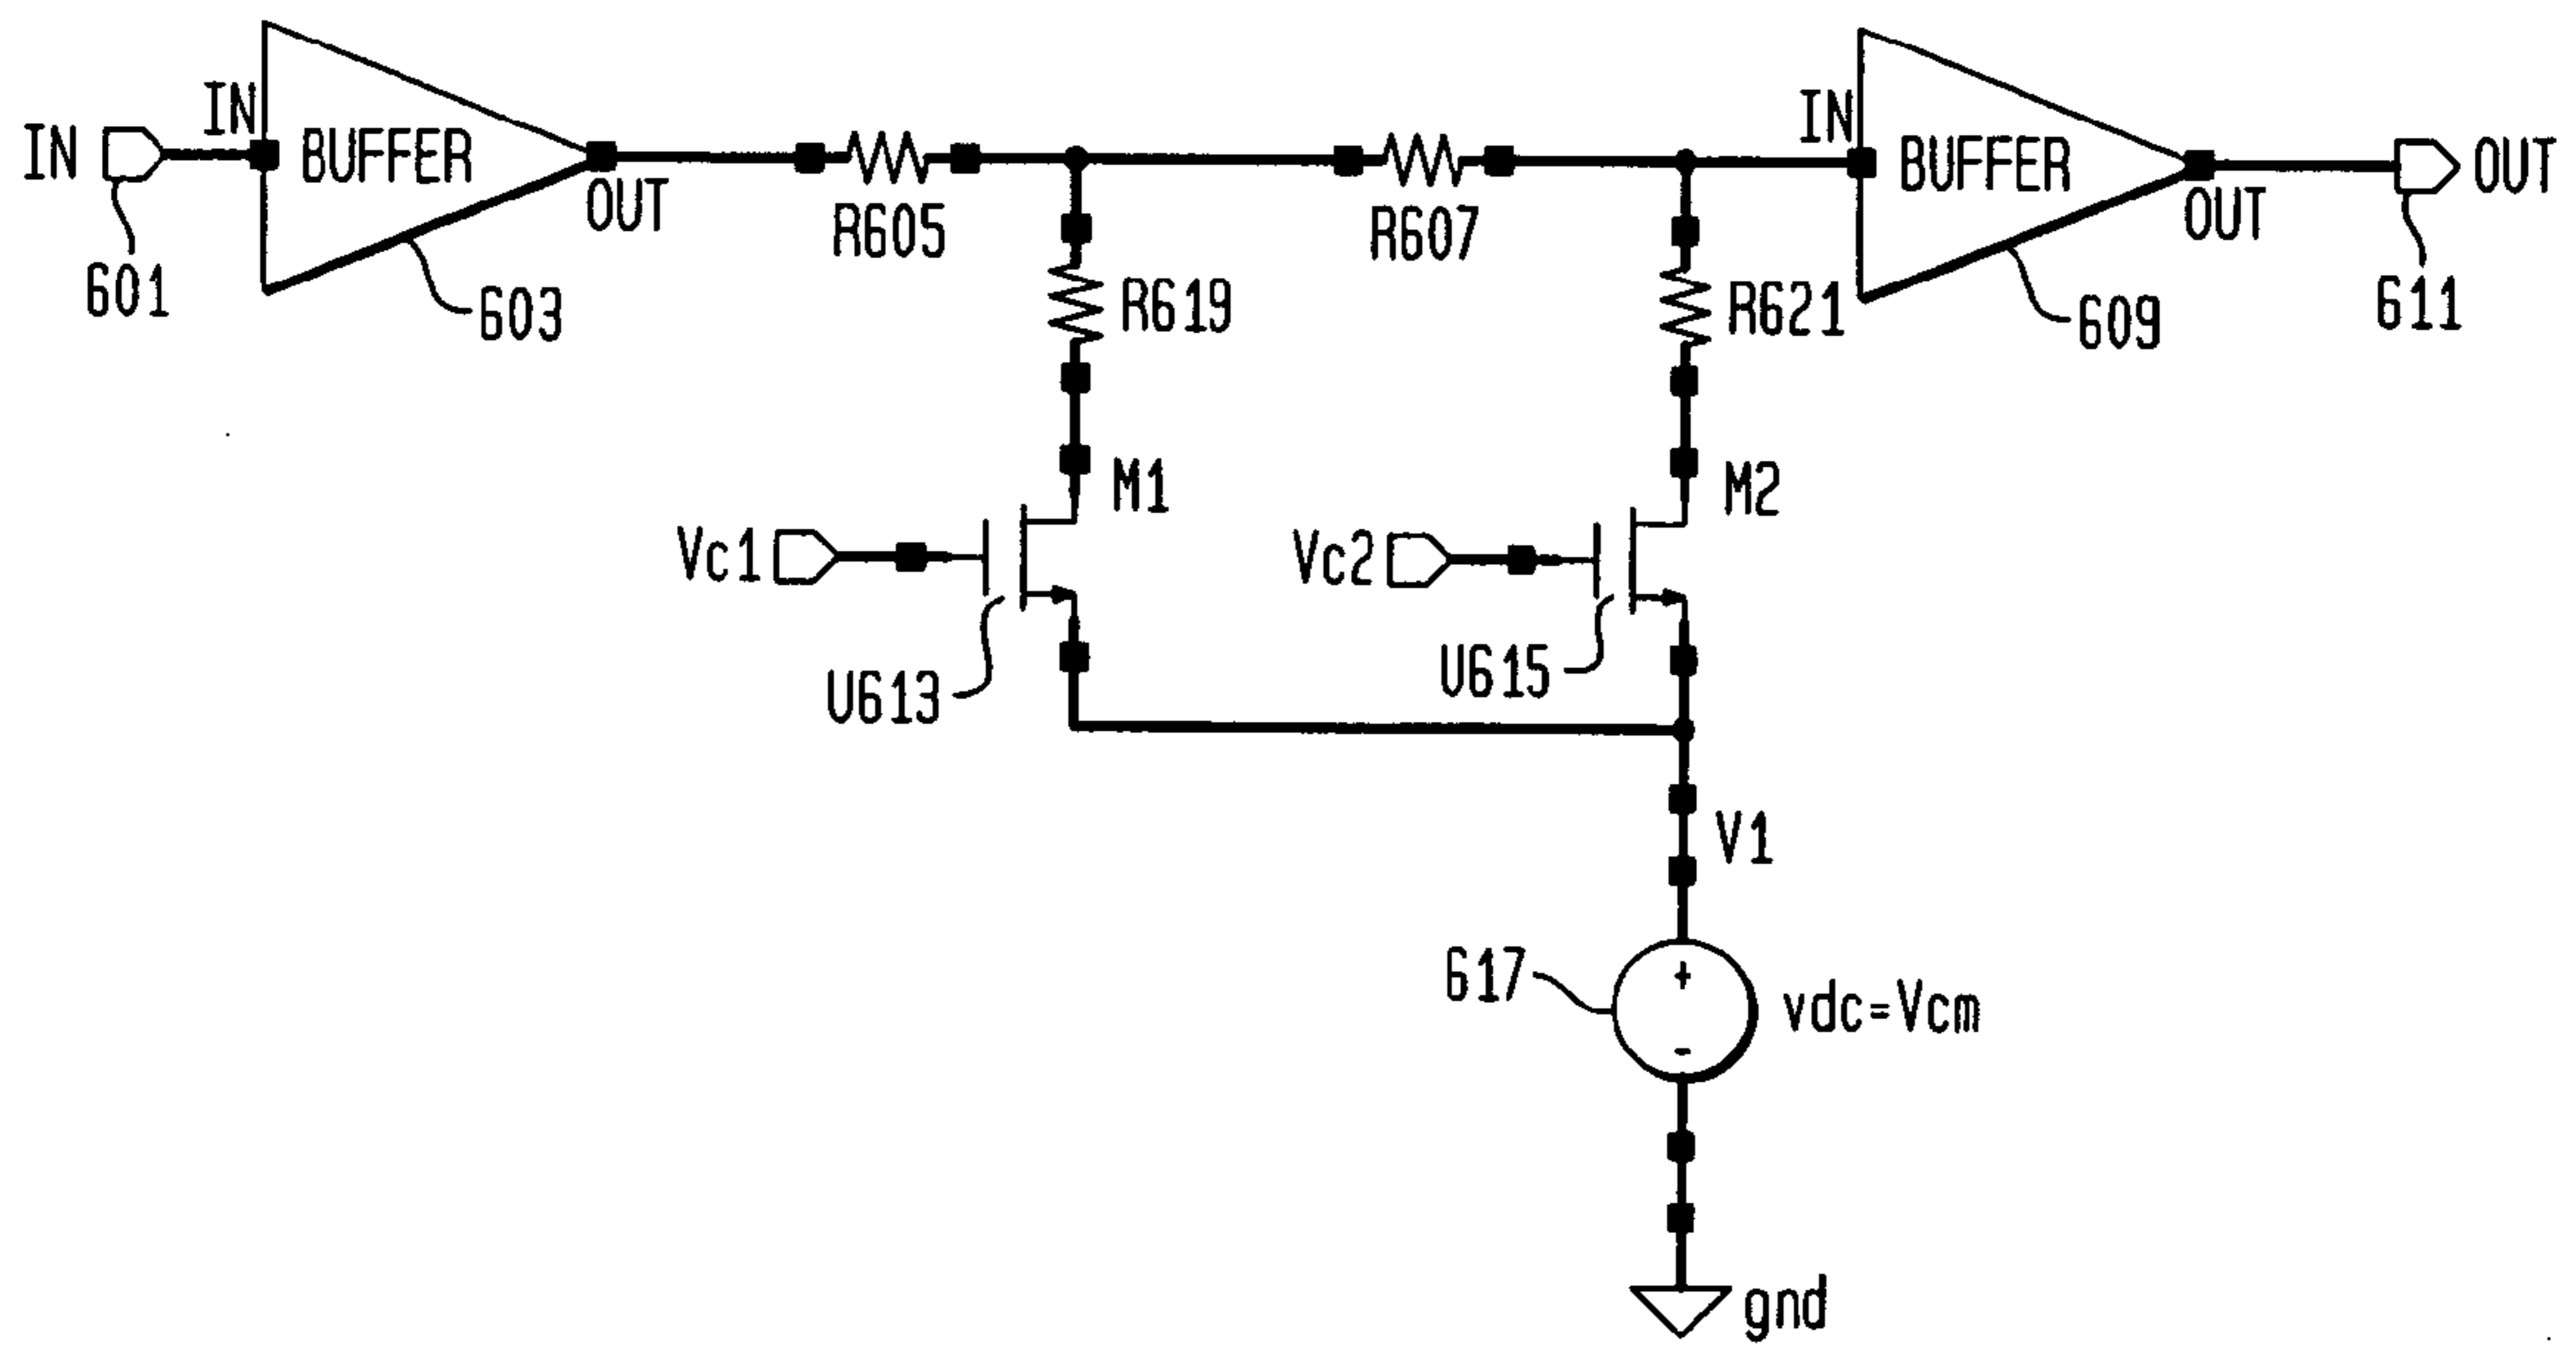 IN
IN
BUFFER
OUT
601
603
R605
R607
IN
BUFFER
OUT
OUT
609
611
R619
R621
M1
M2
Vc1
Vc2
U613
U615
V1
617
+
-
vdc=Vcm
gnd